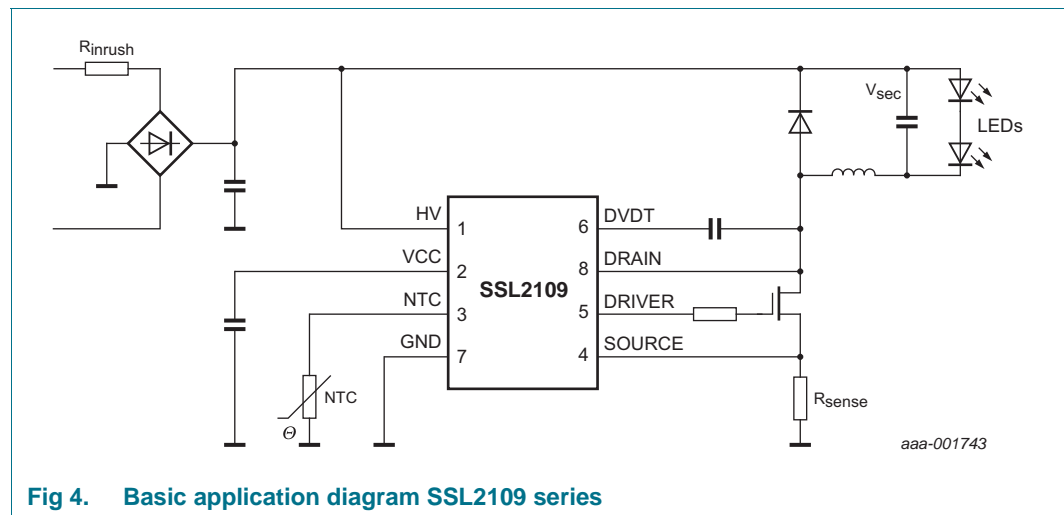 Rinrush
Vsec
LEDs
HV
1
6
DVDT
VCC
2
8
DRAIN
SSL2109
NTC
3
5
DRIVER
GND
7
4
SOURCE
NTC
Θ
Rsense
aaa-001743
Fig 4. Basic application diagram SSL2109 series